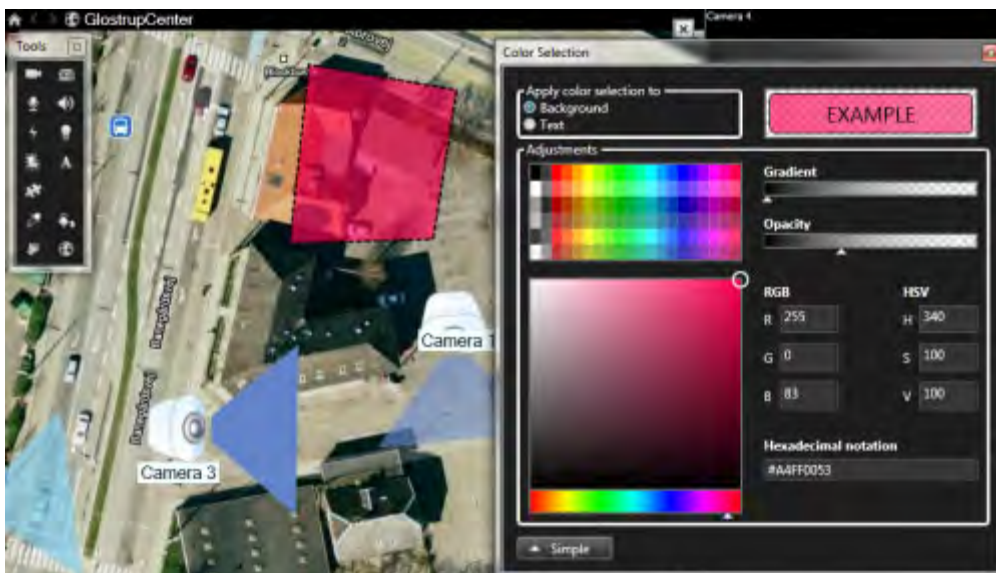 GlostrupCenter
Camera 4
Tools
A
Camera 1
Camera 3
Color Selection
Apply color selection to
Background
Text
EXAMPLE
Adjustments
Gradient
Opacity
RGB
HSV
R 255
H 340
G 0
S 100
B 83
V 100
Hexadecimal notation
#A4FF0053
Simple